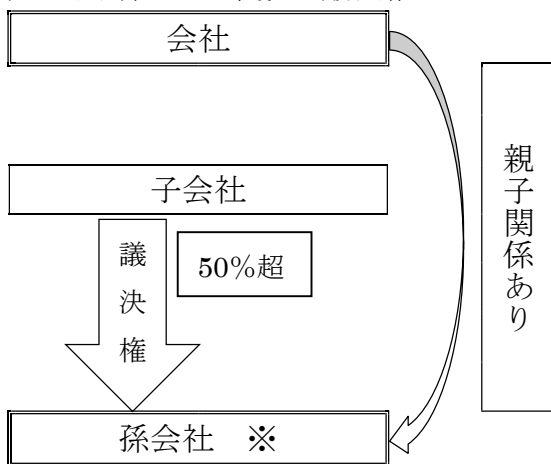 会社
子会社
議決権
50%超
親子関係あり
孫会社 ※